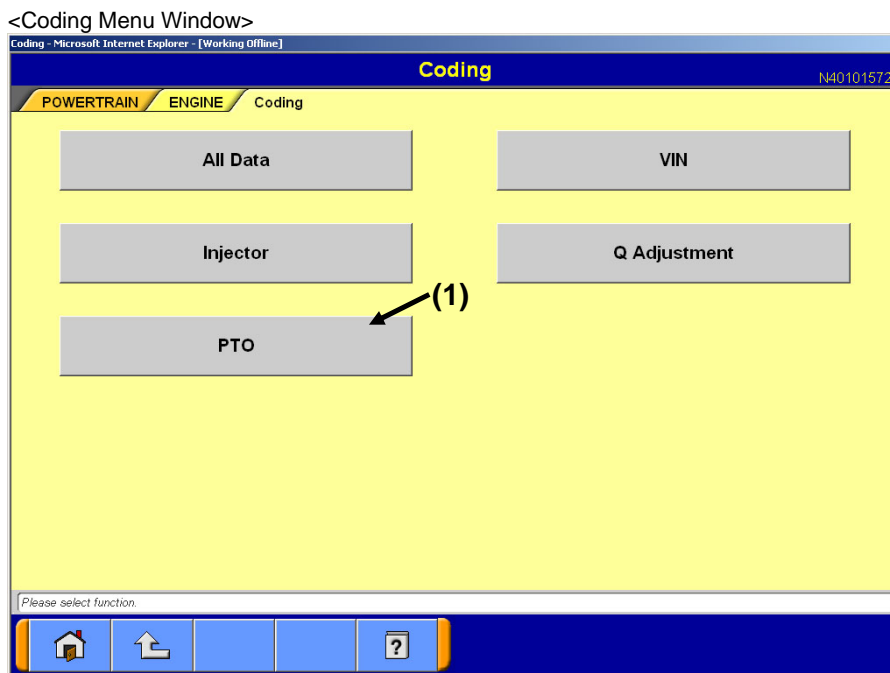 <Coding Menu Window>
Coding - Microsoft Internet Explorer - [Working Offline]
Coding
N40101572
POWERTRAIN ENGINE Coding
All Data VIN
Injector Q Adjustment
(1)
PTO
Please select function.
?